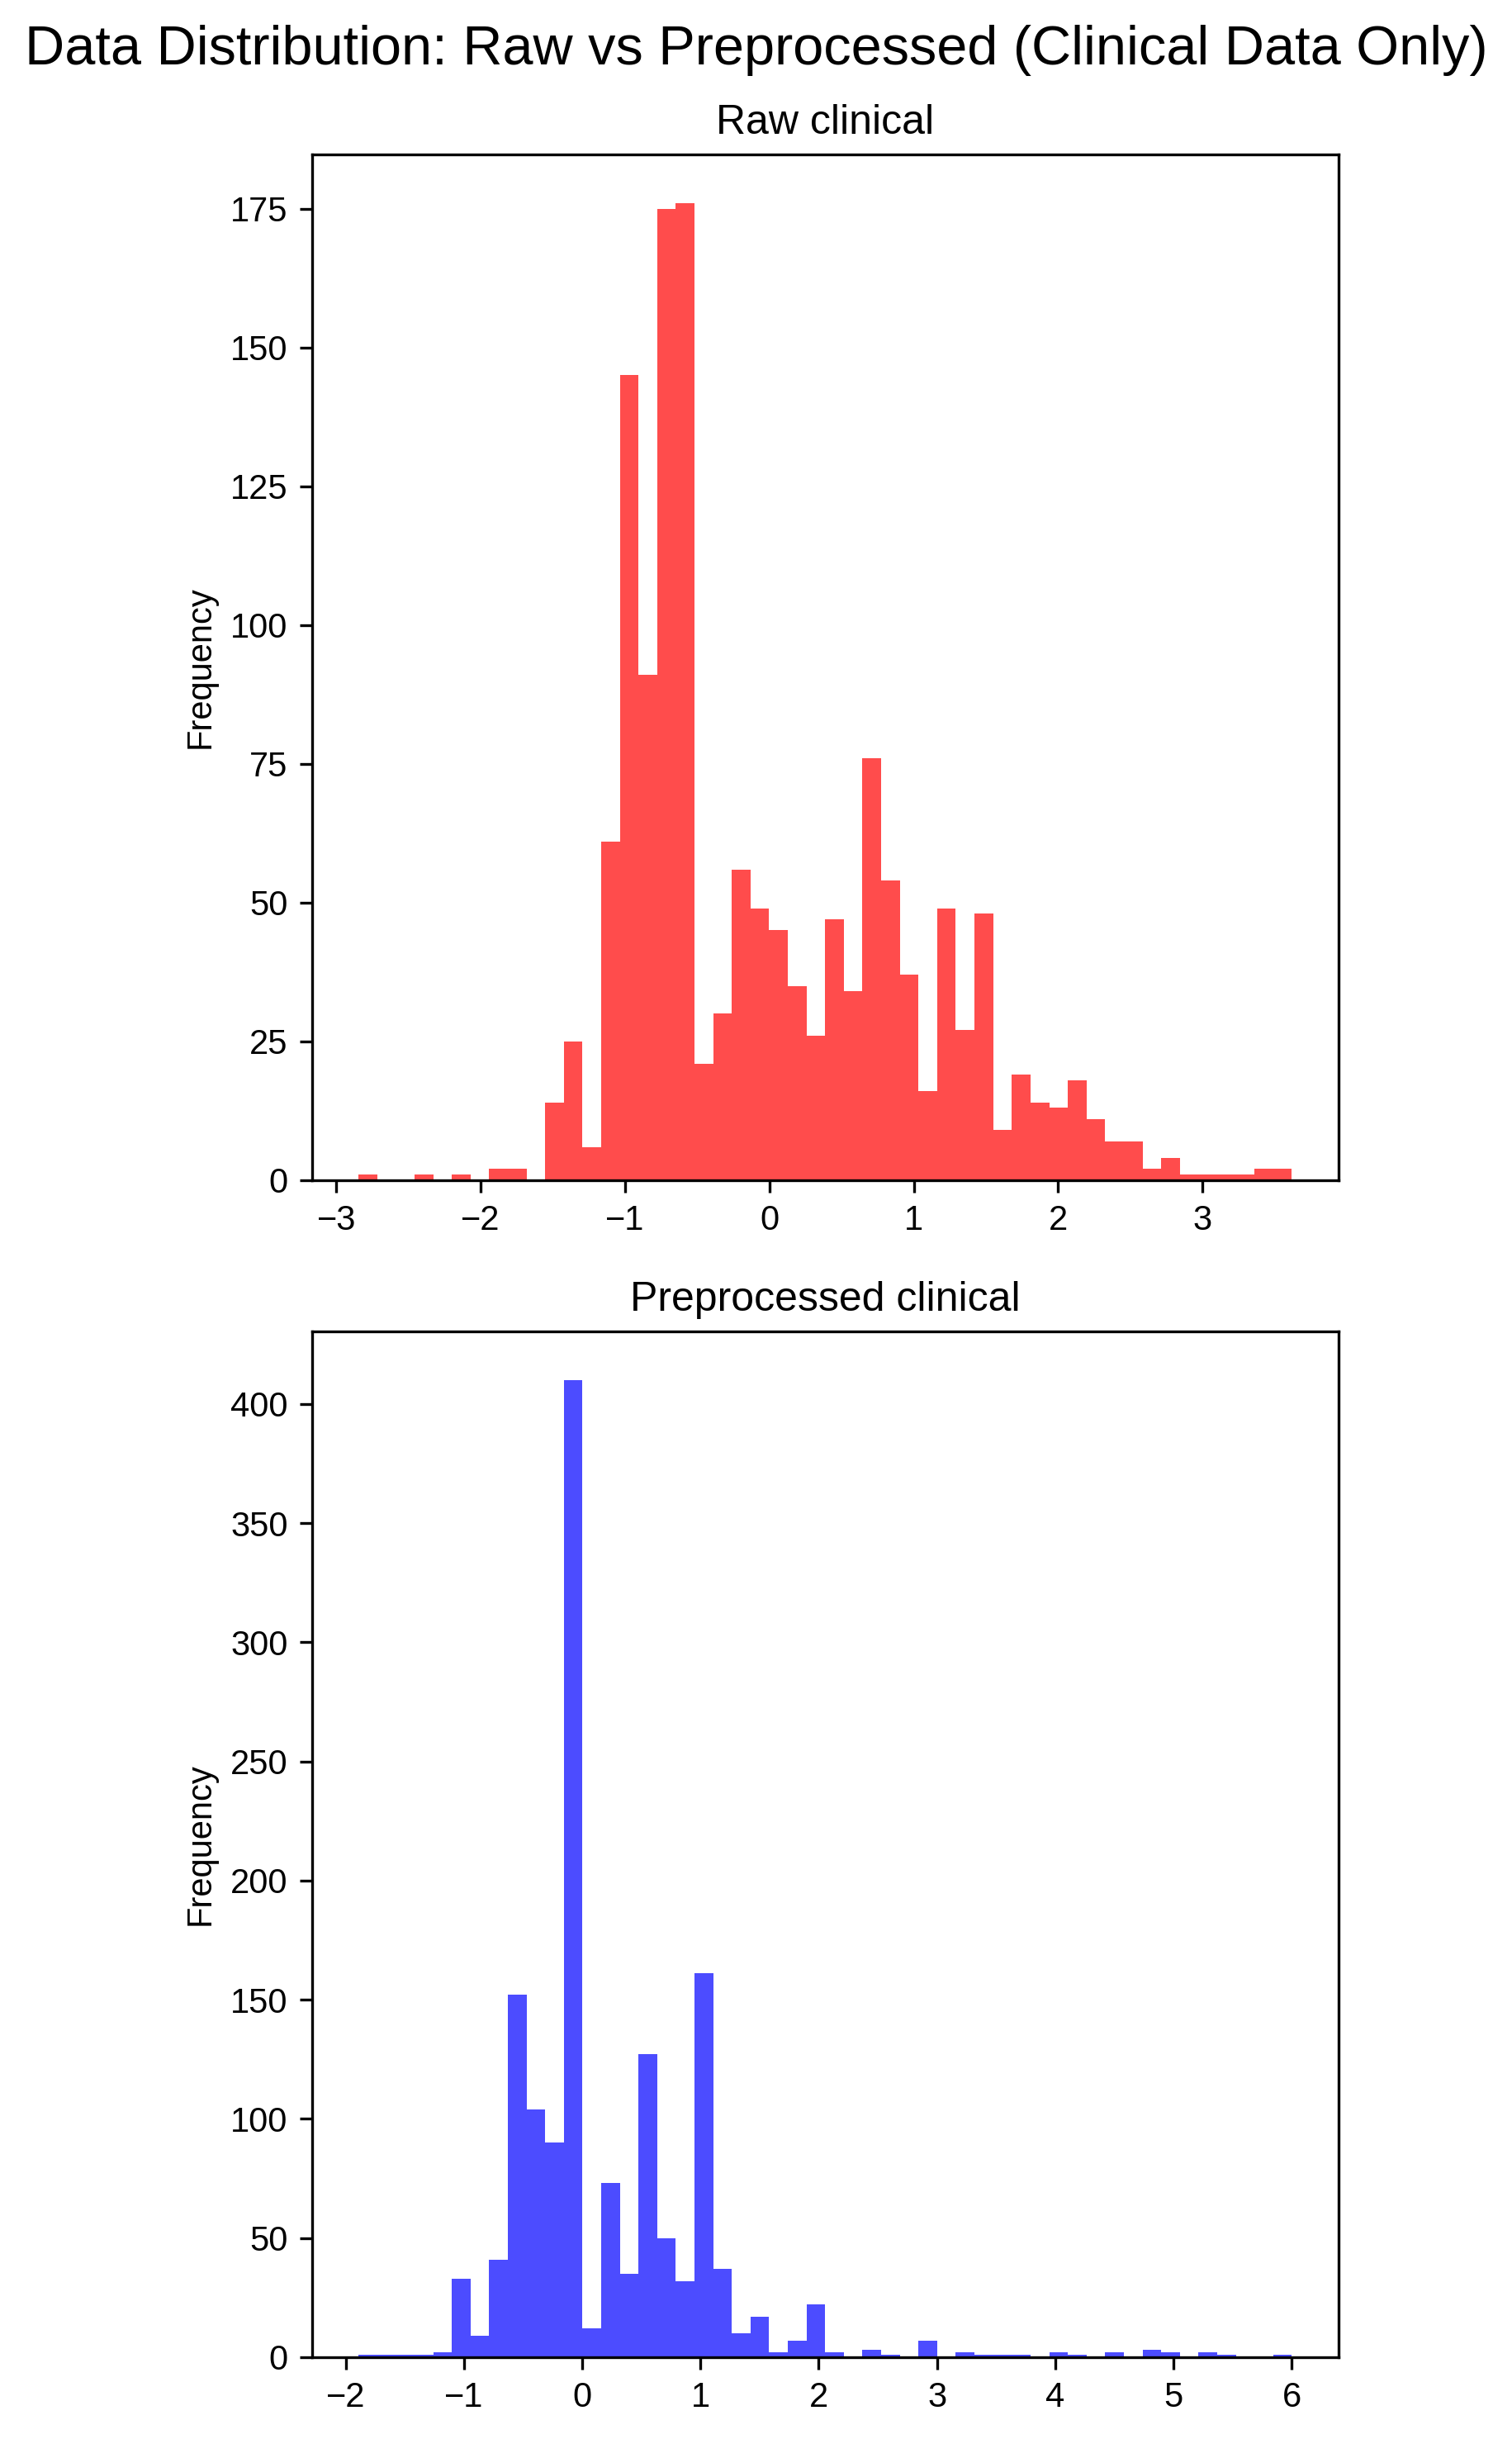 Data Distribution: Raw vs Preprocessed (Clinical Data Only)
Raw clinical
175
150
125
100
75
50
25
0
Frequency
−3 −2 −1 0 1 2 3
Preprocessed clinical
400
350
300
250
200
150
100
50
0
Frequency
−2 −1 0 1 2 3 4 5 6